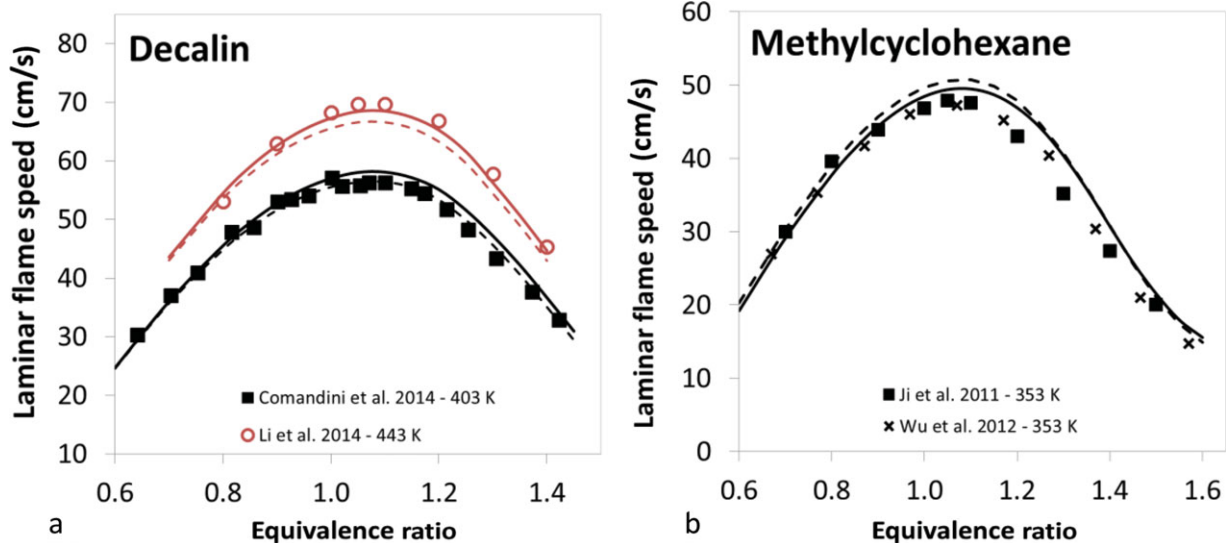 Decalin
Laminar flame speed (cm/s)
80
70
60
50
40
30
20
10
Comandini et al. 2014 - 403 K
Li et al. 2014 - 443 K
0.6 0.8 1.0 1.2 1.4
Equivalence ratio
a
Methylcyclohexane
Laminar flame speed (cm/s)
60
50
40
30
20
10
0
Ji et al. 2011 - 353 K
Wu et al. 2012 - 353 K
0.6 0.8 1.0 1.2 1.4 1.6
Equivalence ratio
b